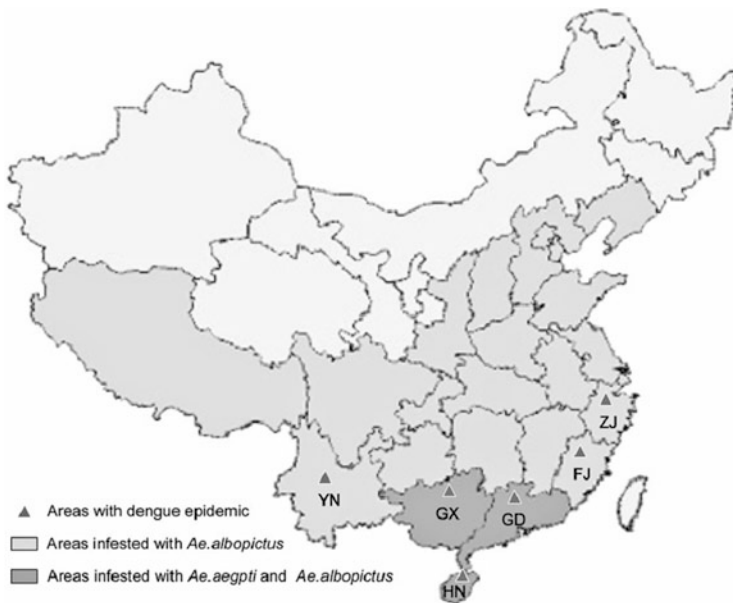 ZJ
FJ
YN
GX
GD
HN
Areas with dengue epidemic
Areas infested with Ae.albopictus
Areas infested with Ae.aegpti and Ae.albopictus